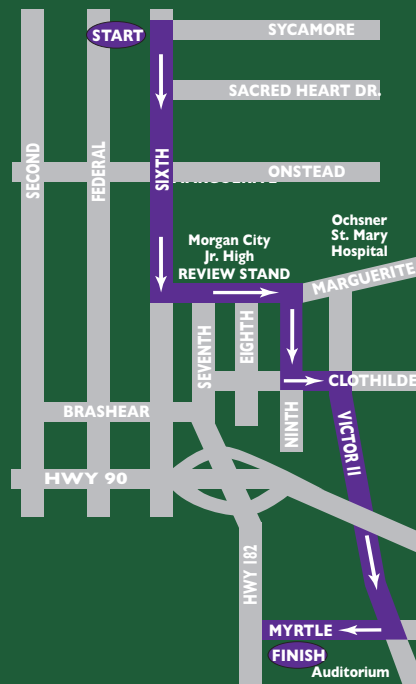 START
SYCAMORE
SACRED HEART DR.
SECOND
FEDERAL
SIXTH
MARGUERITE
ONSTEAD
Ochsner
St. Mary
Hospital
Morgan City
Jr. High
REVIEW STAND
MARGUERITE
SEVENTH
EIGHTH
CLOTHILDE
BRASHEAR
NINTH
VICTOR II
HWY 90
HWY 182
MYRTLE
FINISH
Auditorium